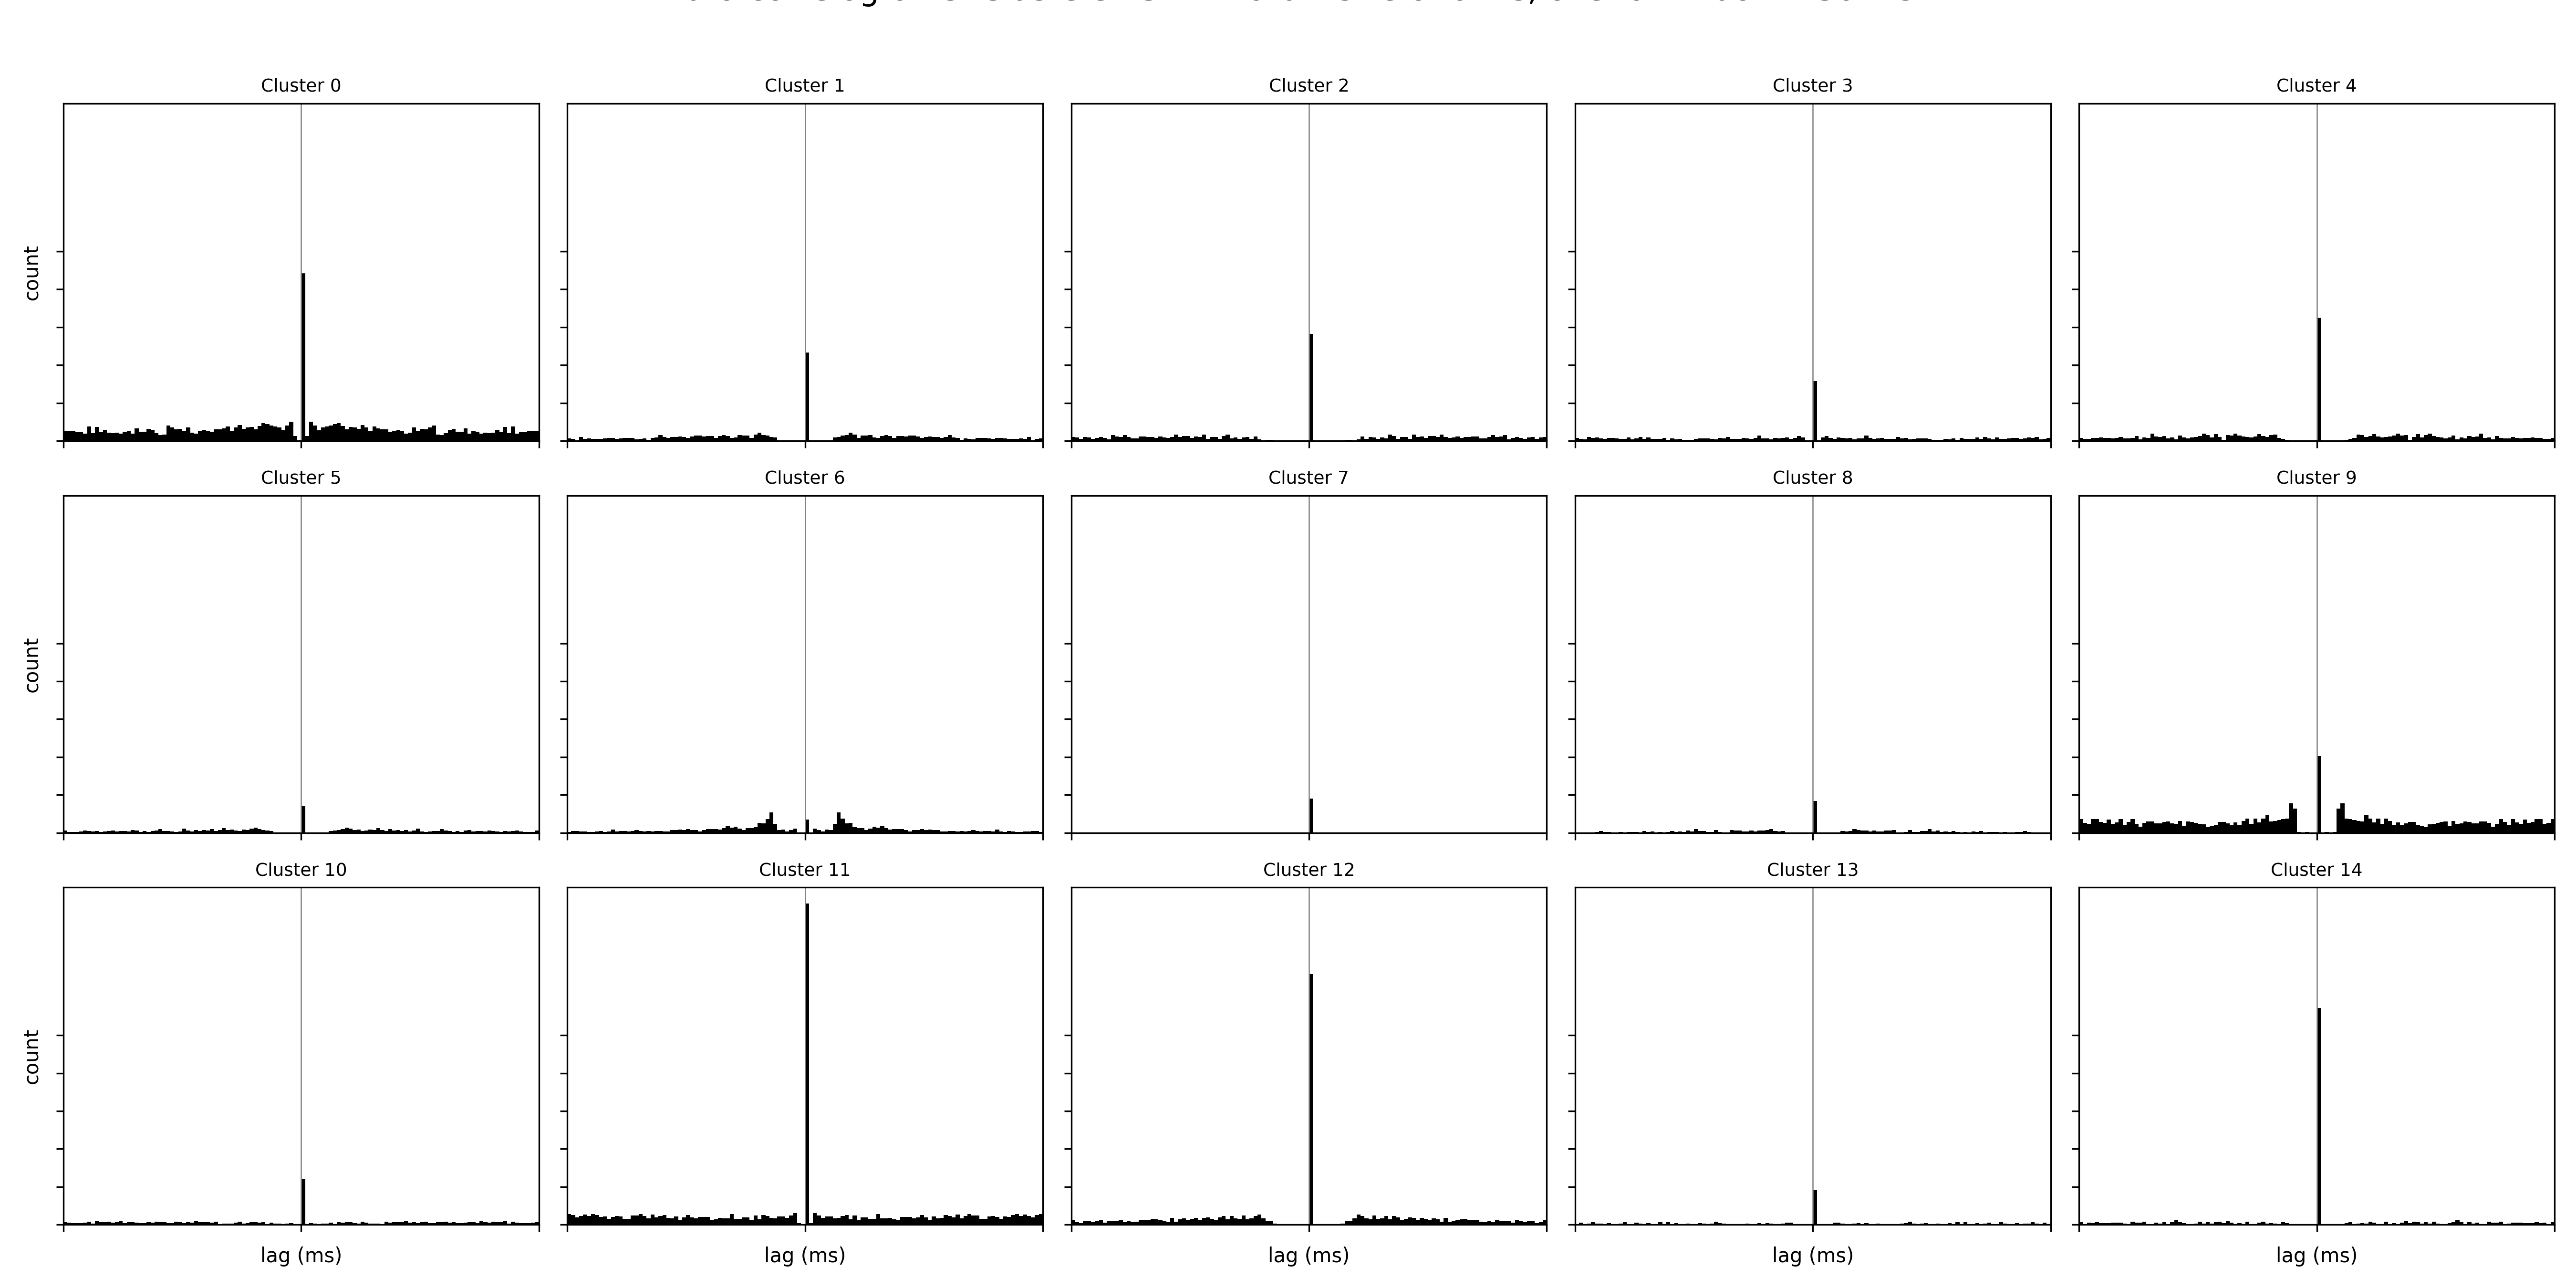 Cluster 0
Cluster 1
Cluster 2
Cluster 3
Cluster 4
count
Cluster 5
Cluster 6
Cluster 7
Cluster 8
Cluster 9
count
Cluster 10
Cluster 11
Cluster 12
Cluster 13
Cluster 14
count
lag (ms)
lag (ms)
lag (ms)
lag (ms)
lag (ms)